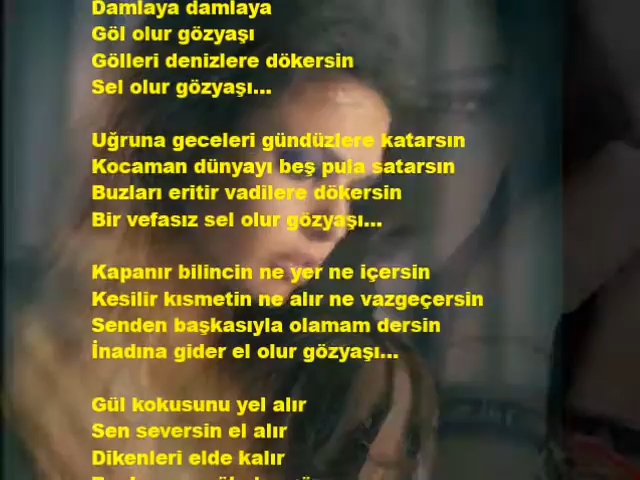 Damlaya damlaya
Göl olur gözyaşı
Gölleri denizlere dökersin
Sel olur gözyaşı...
Uğruna geceleri gündüzlere katarsın
Kocaman dünyayı beş pula satarsın
Buzları eritir vadilere dökersin
Bir vefasız sel olur gözyaşı...
Kapanır bilincin ne yer ne içersin
Kesilir kısmetin ne alır ne vazgeçersin
Senden başkasıyla olamam dersin
İnadına gider el olur gözyaşı...
Gül kokusunu yel alır
Sen seversin el alır
Dikenleri elde kalır